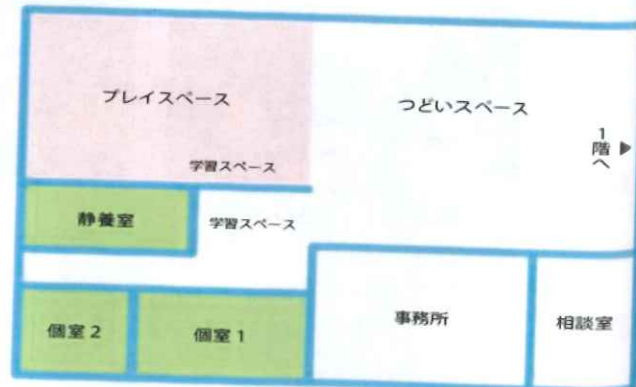 プレイスペース
つどいスペース
1階へ▶
学習スペース
静養室
学習スペース
個室 2
個室 1
事務所
相談室